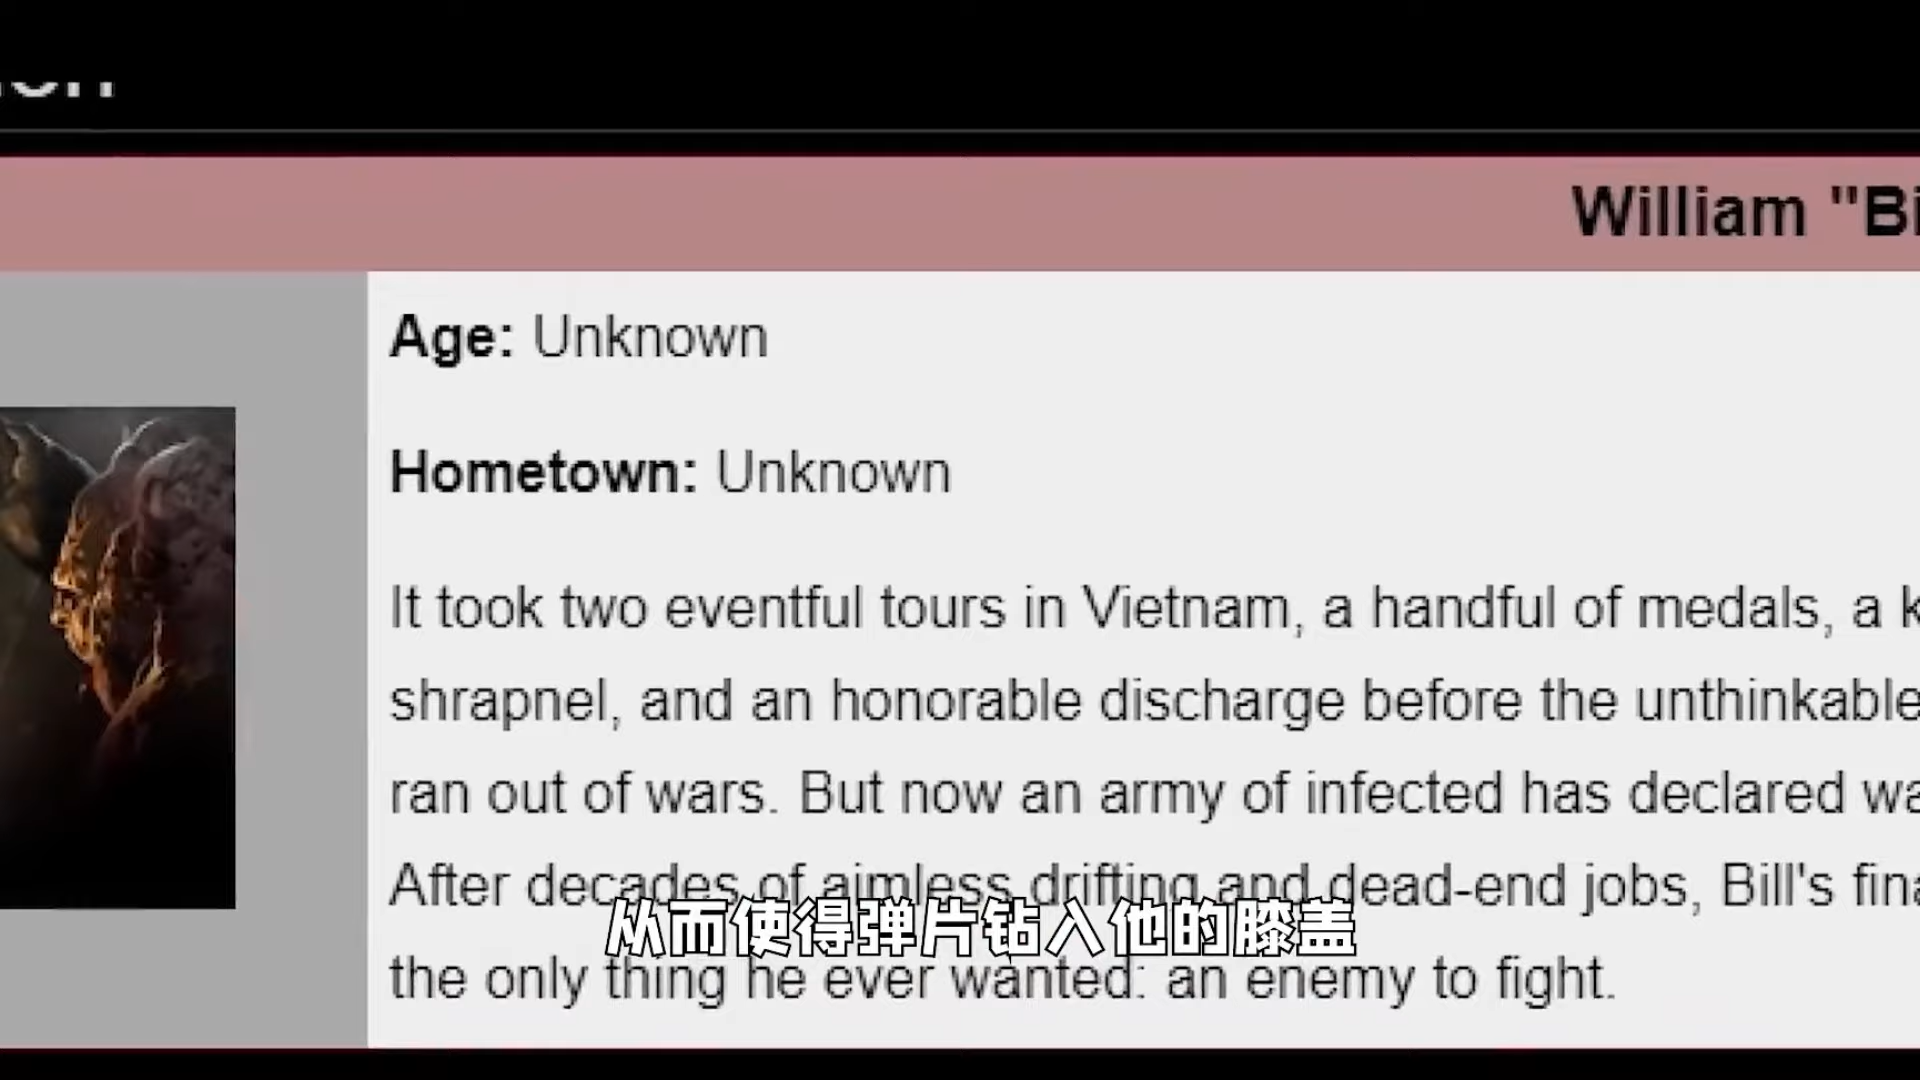 William "Bi
Age: Unknown
Hometown: Unknown
It took two eventful tours in Vietnam, a handful of medals, a k
shrapnel, and an honorable discharge before the unthinkable
ran out of wars. But now an army of infected has declared wa
After decades of aimless drifting and dead-end jobs, Bill's fina
从而使得弹片钻入他的膝盖
the only thing he ever wanted: an enemy to fight.